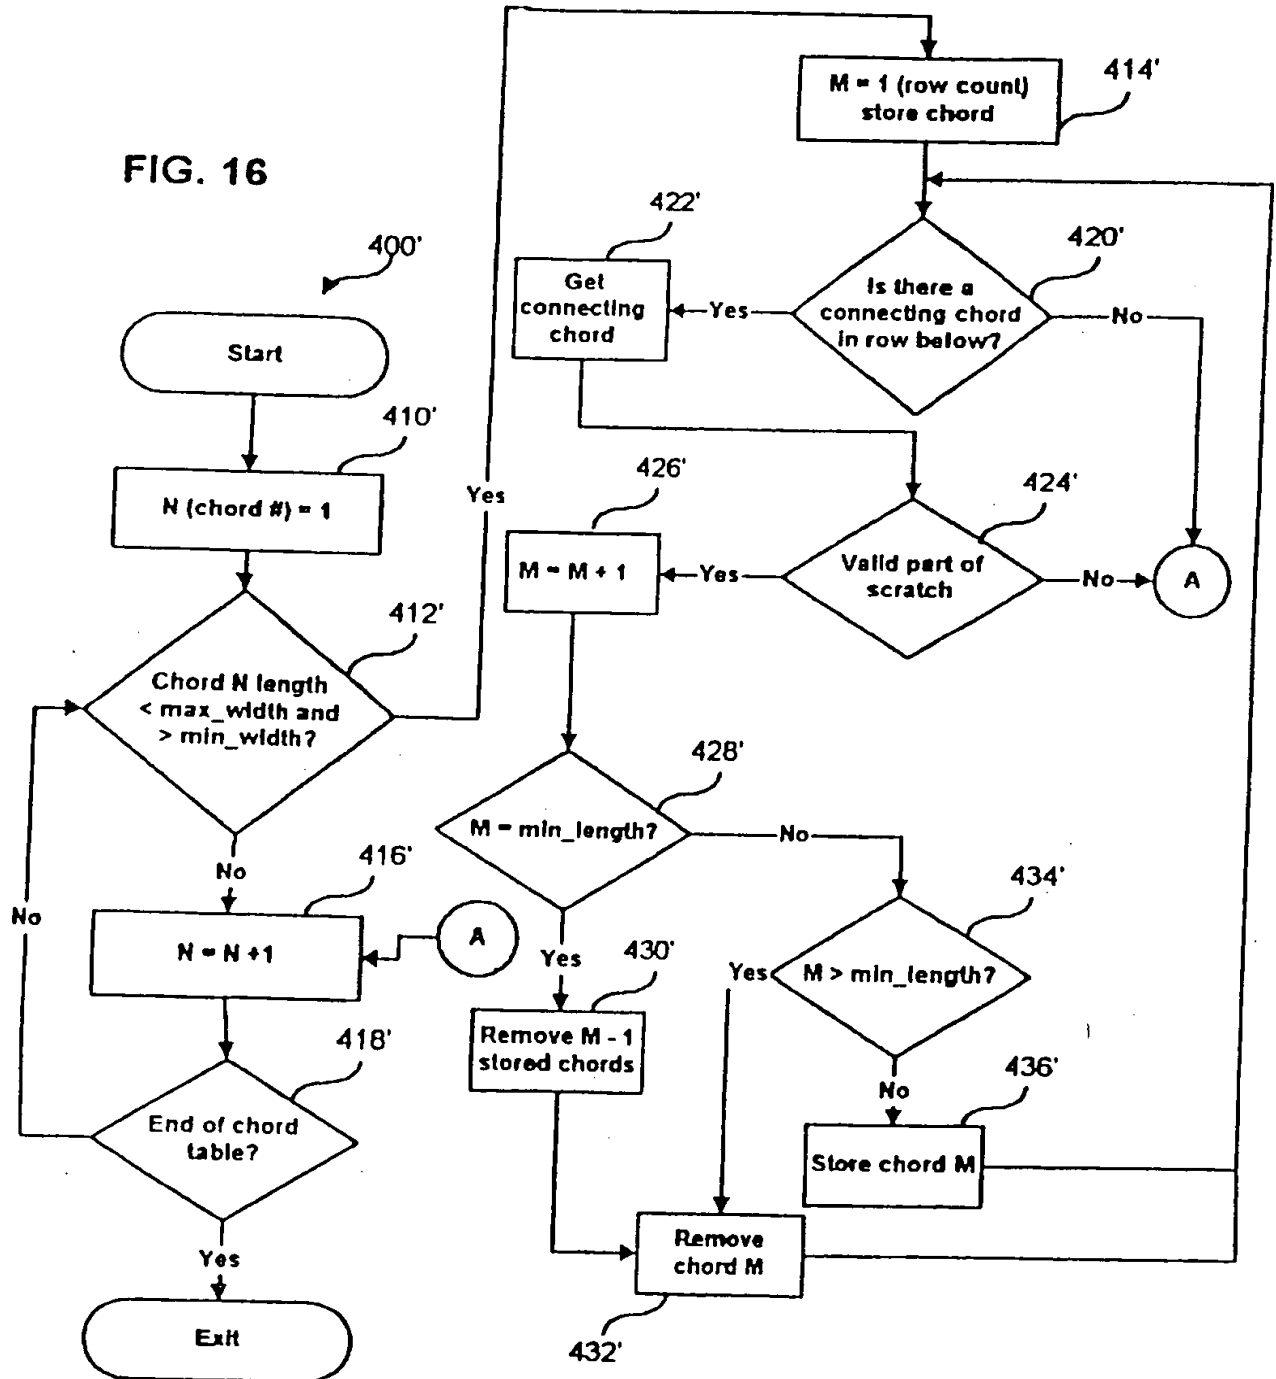 FIG. 16
400'
Start
410'
N (chord #) = 1
412'
Chord N length
< max_width and
> min_width?
Yes
No
416'
N = N +1
A
No
418'
End of chord
table?
Yes
Exit
414'
M = 1 (row count)
store chord
420'
Is there a
connecting chord
in row below?
Yes
No
422'
Get
connecting
chord
424'
Valid part of
scratch
Yes
No
A
426'
M = M + 1
428'
M = min_length?
No
Yes
430'
Remove M - 1
stored chords
434'
M > min_length?
Yes
No
436'
Store chord M
Remove
chord M
432'